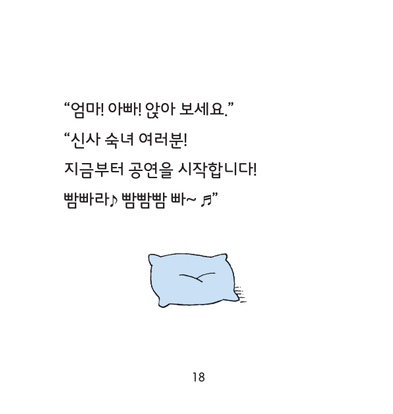 “엄마! 아빠! 앉아 보세요.”
“신사 숙녀 여러분!
지금부터 공연을 시작합니다!
빰빠라♪ 빰빰빰 빠~ ♬”
18